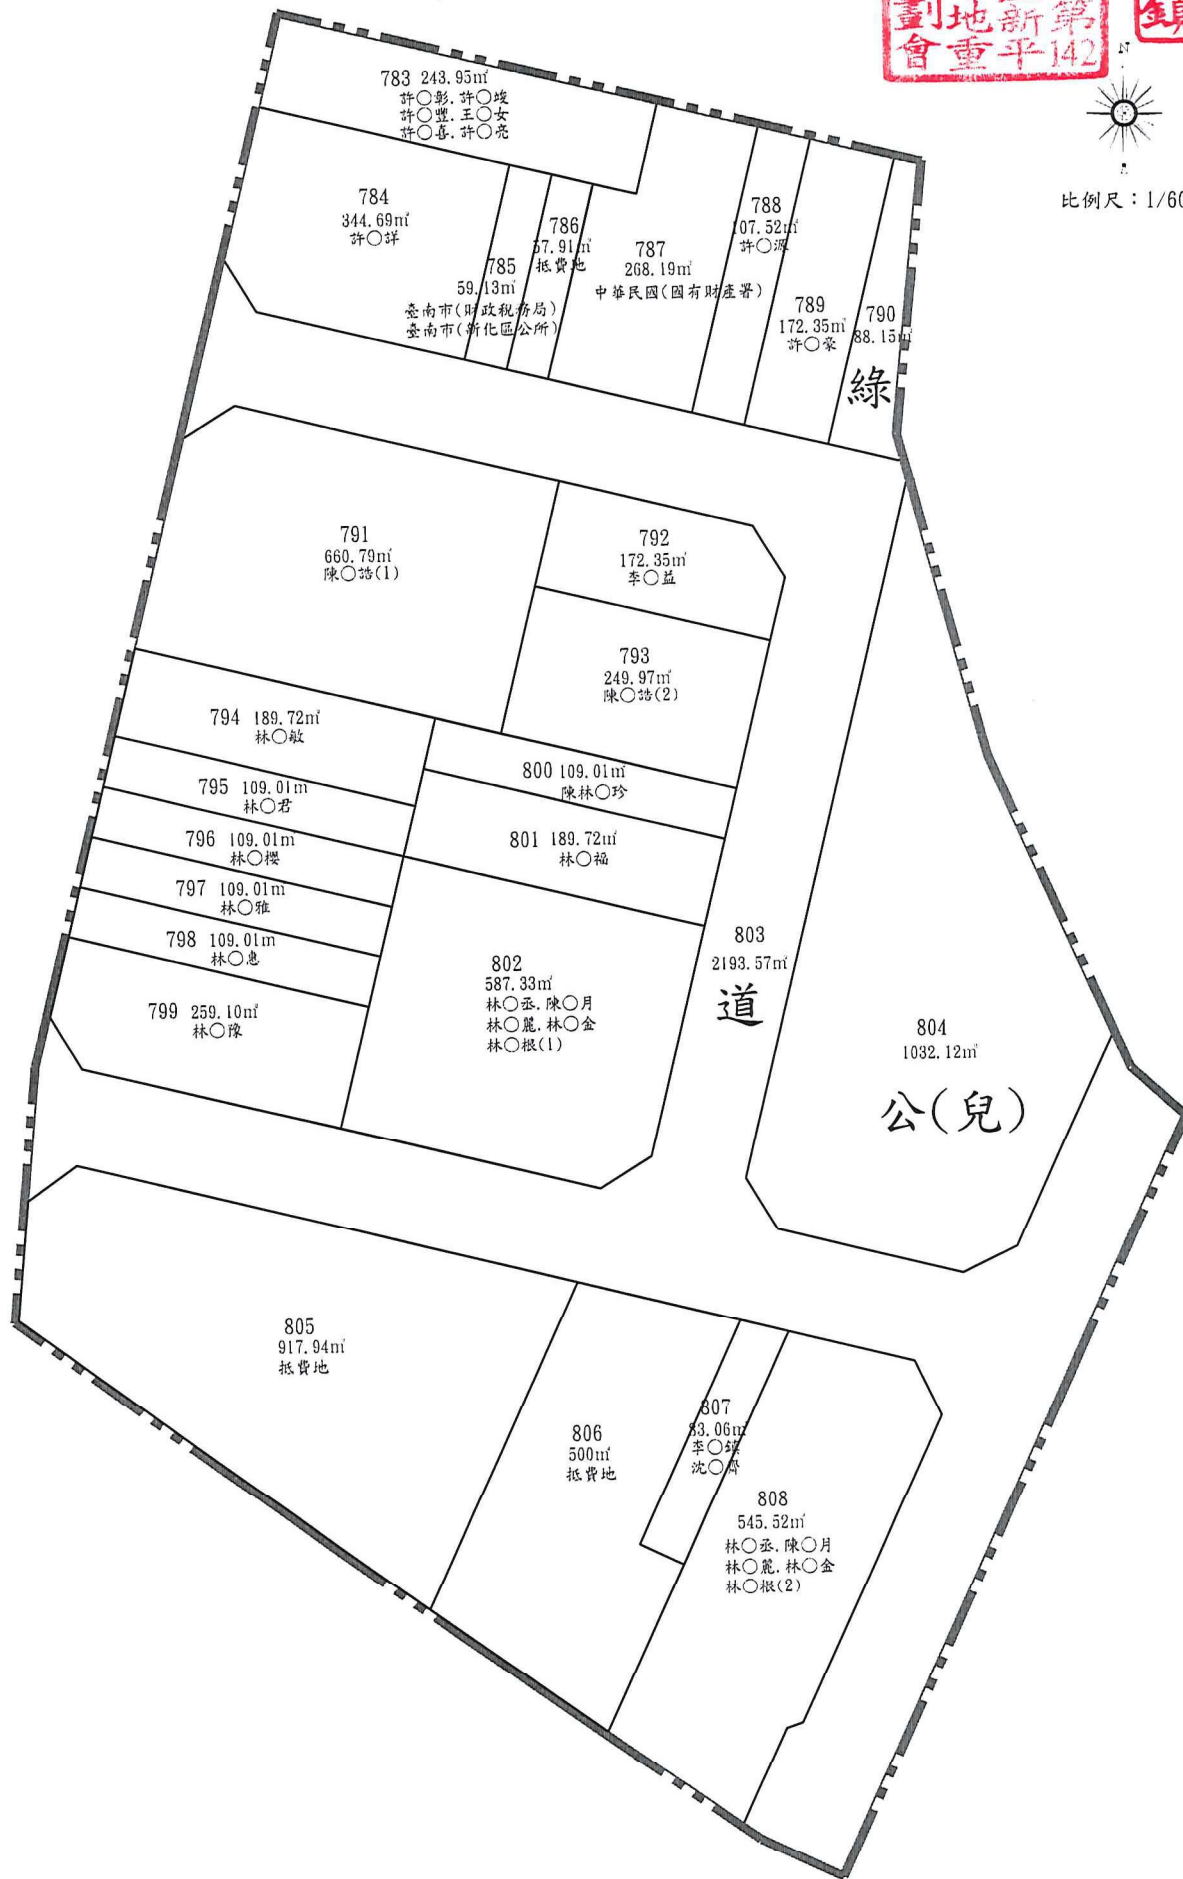 劃地新第
會重平142
鎮
N
比例尺：1/60
783 243.95㎡
許○彰.許○竣
許○豐.王○女
許○喜.許○亮
784
344.69㎡
許○詳
785
59.13㎡
臺南市(財政稅務局)
臺南市(新化區公所)
786
57.91㎡
抵費地
787
268.19㎡
中華民國(國有財產署)
788
107.52㎡
許○源
789
172.35㎡
許○豪
790
88.15㎡
綠
791
660.79㎡
陳○誥(1)
792
172.35㎡
李○益
793
249.97㎡
陳○誥(2)
794 189.72㎡
林○敏
795 109.01m
林○君
796 109.01m
林○櫻
797 109.01m
林○雅
798 109.01m
林○惠
799 259.10㎡
林○豫
800 109.01㎡
陳林○珍
801 189.72㎡
林○福
802
587.33㎡
林○丞.陳○月
林○麗.林○金
林○根(1)
803
2193.57㎡
道
804
1032.12㎡
公(兒)
805
917.94㎡
抵費地
806
500㎡
抵費地
807
83.06㎡
李○鎮
沈○齊
808
545.52㎡
林○丞.陳○月
林○麗.林○金
林○根(2)